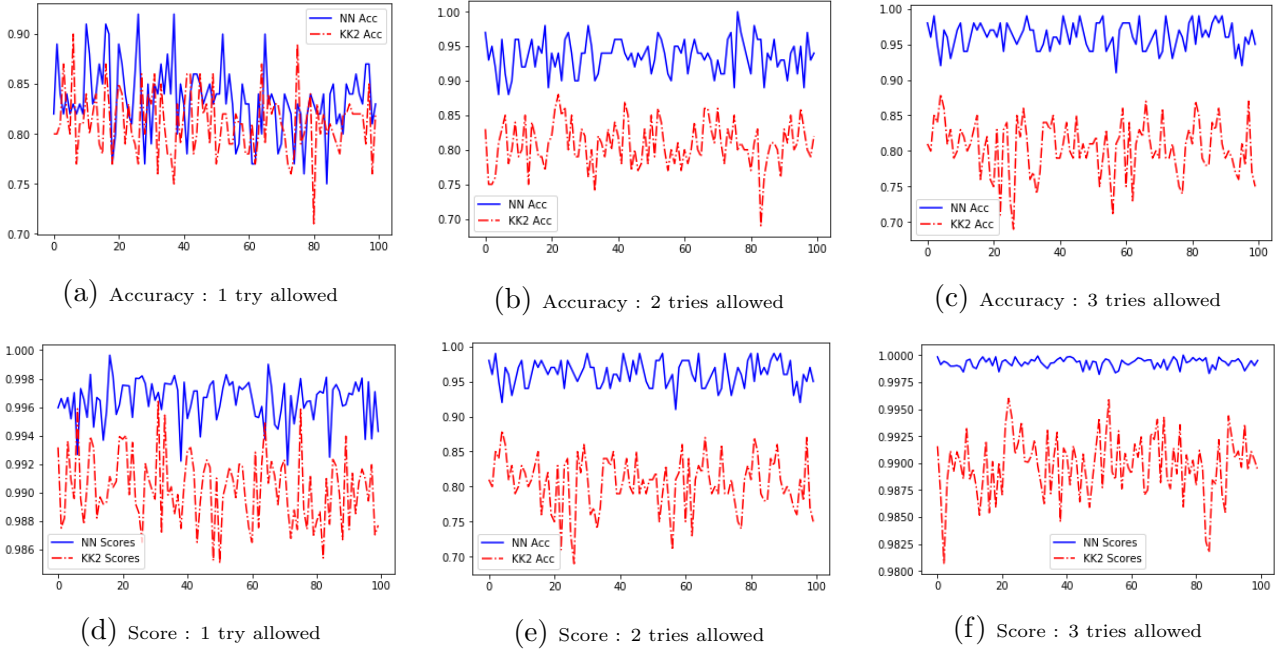 0.90
0.85
0.80
0.75
0.70
0 20 40 60 80 100
NN Acc
KK2 Acc
(a) Accuracy : 1 try allowed
1.00
0.95
0.90
0.85
0.80
0.75
0.70
0 20 40 60 80 100
NN Acc
KK2 Acc
(b) Accuracy : 2 tries allowed
1.00
0.95
0.90
0.85
0.80
0.75
0.70
0 20 40 60 80 100
NN Acc
KK2 Acc
(c) Accuracy : 3 tries allowed
1.000
0.998
0.996
0.994
0.992
0.990
0.988
0.986
0 20 40 60 80 100
NN Scores
KK2 Scores
(d) Score : 1 try allowed
1.00
0.95
0.90
0.85
0.80
0.75
0.70
0 20 40 60 80 100
NN Acc
KK2 Acc
(e) Score : 2 tries allowed
1.0000
0.9975
0.9950
0.9925
0.9900
0.9875
0.9850
0.9825
0.9800
0 20 40 60 80 100
NN Scores
KK2 Scores
(f) Score : 3 tries allowed